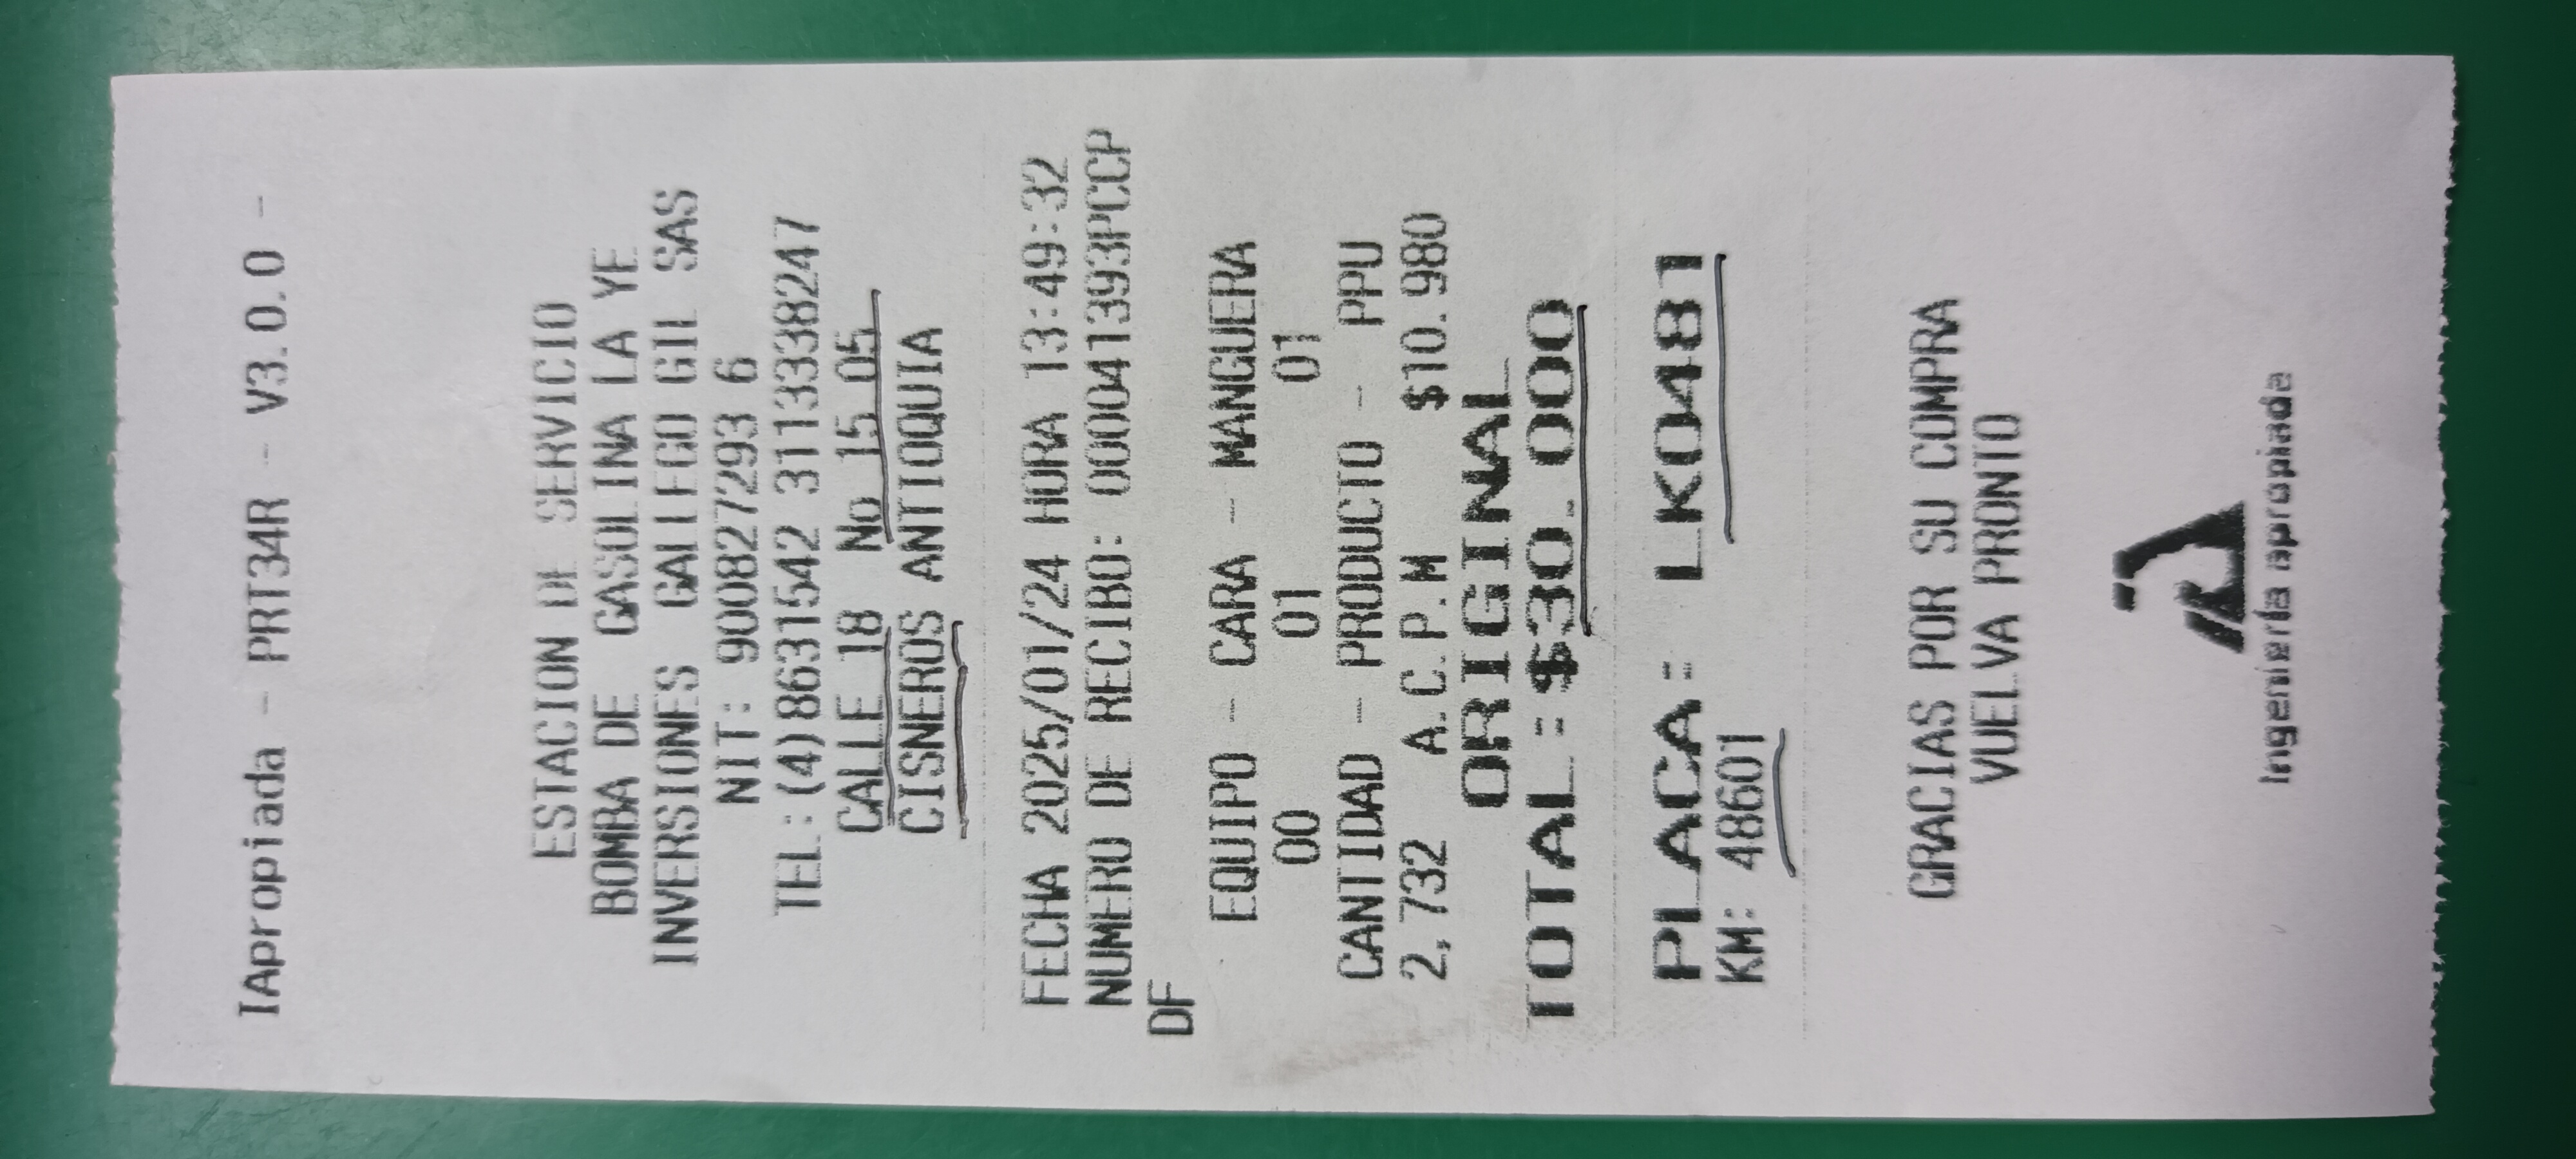 IApropiada - PRT34R - V3.0.0 -
ESTACION DE SERVICIO
BOMBA DE GASOLINA LA YE
INVERSIONES GALLEGO GIL SAS
NIT: 900827293 6
TEL: (4)8631542 3113338247
CALLE 18 No 15 05
CISNEROS ANTIOQUIA
FECHA 2025/01/24 HORA 13:49:32
NUMERO DE RECIBO: 000041393PCCP
DF
EQUIPO - CARA - MANGUERA
00 01 01
CANTIDAD - PRODUCTO - PPU
2,732 A.C.P.M $10.980
ORIGINAL
TOTAL= $30.000
PLACA= LKO481
KM: 48601
GRACIAS POR SU COMPRA
VUELVA PRONTO
Ingeniería apropiada